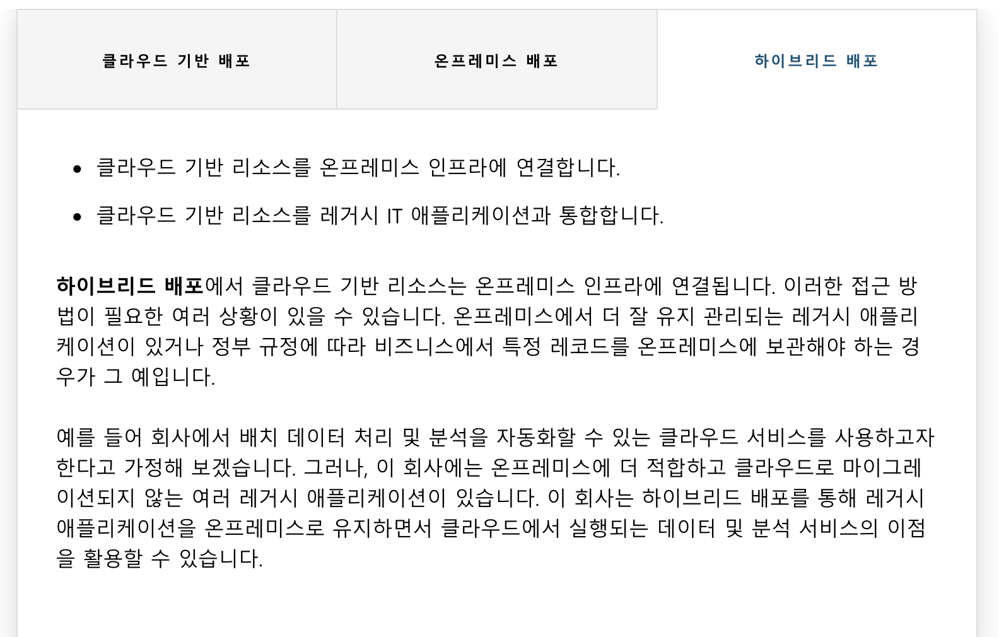 클라우드 기반 배포
온프레미스 배포
하이브리드 배포
• 클라우드 기반 리소스를 온프레미스 인프라에 연결합니다.
• 클라우드 기반 리소스를 레거시 IT 애플리케이션과 통합합니다.
하이브리드 배포에서 클라우드 기반 리소스는 온프레미스 인프라에 연결됩니다. 이러한 접근 방
법이 필요한 여러 상황이 있을 수 있습니다. 온프레미스에서 더 잘 유지 관리되는 레거시 애플리
케이션이 있거나 정부 규정에 따라 비즈니스에서 특정 레코드를 온프레미스에 보관해야 하는 경
우가 그 예입니다.
예를 들어 회사에서 배치 데이터 처리 및 분석을 자동화할 수 있는 클라우드 서비스를 사용하고자
한다고 가정해 보겠습니다. 그러나, 이 회사에는 온프레미스에 더 적합하고 클라우드로 마이그레
이션되지 않는 여러 레거시 애플리케이션이 있습니다. 이 회사는 하이브리드 배포를 통해 레거시
애플리케이션을 온프레미스로 유지하면서 클라우드에서 실행되는 데이터 및 분석 서비스의 이점
을 활용할 수 있습니다.